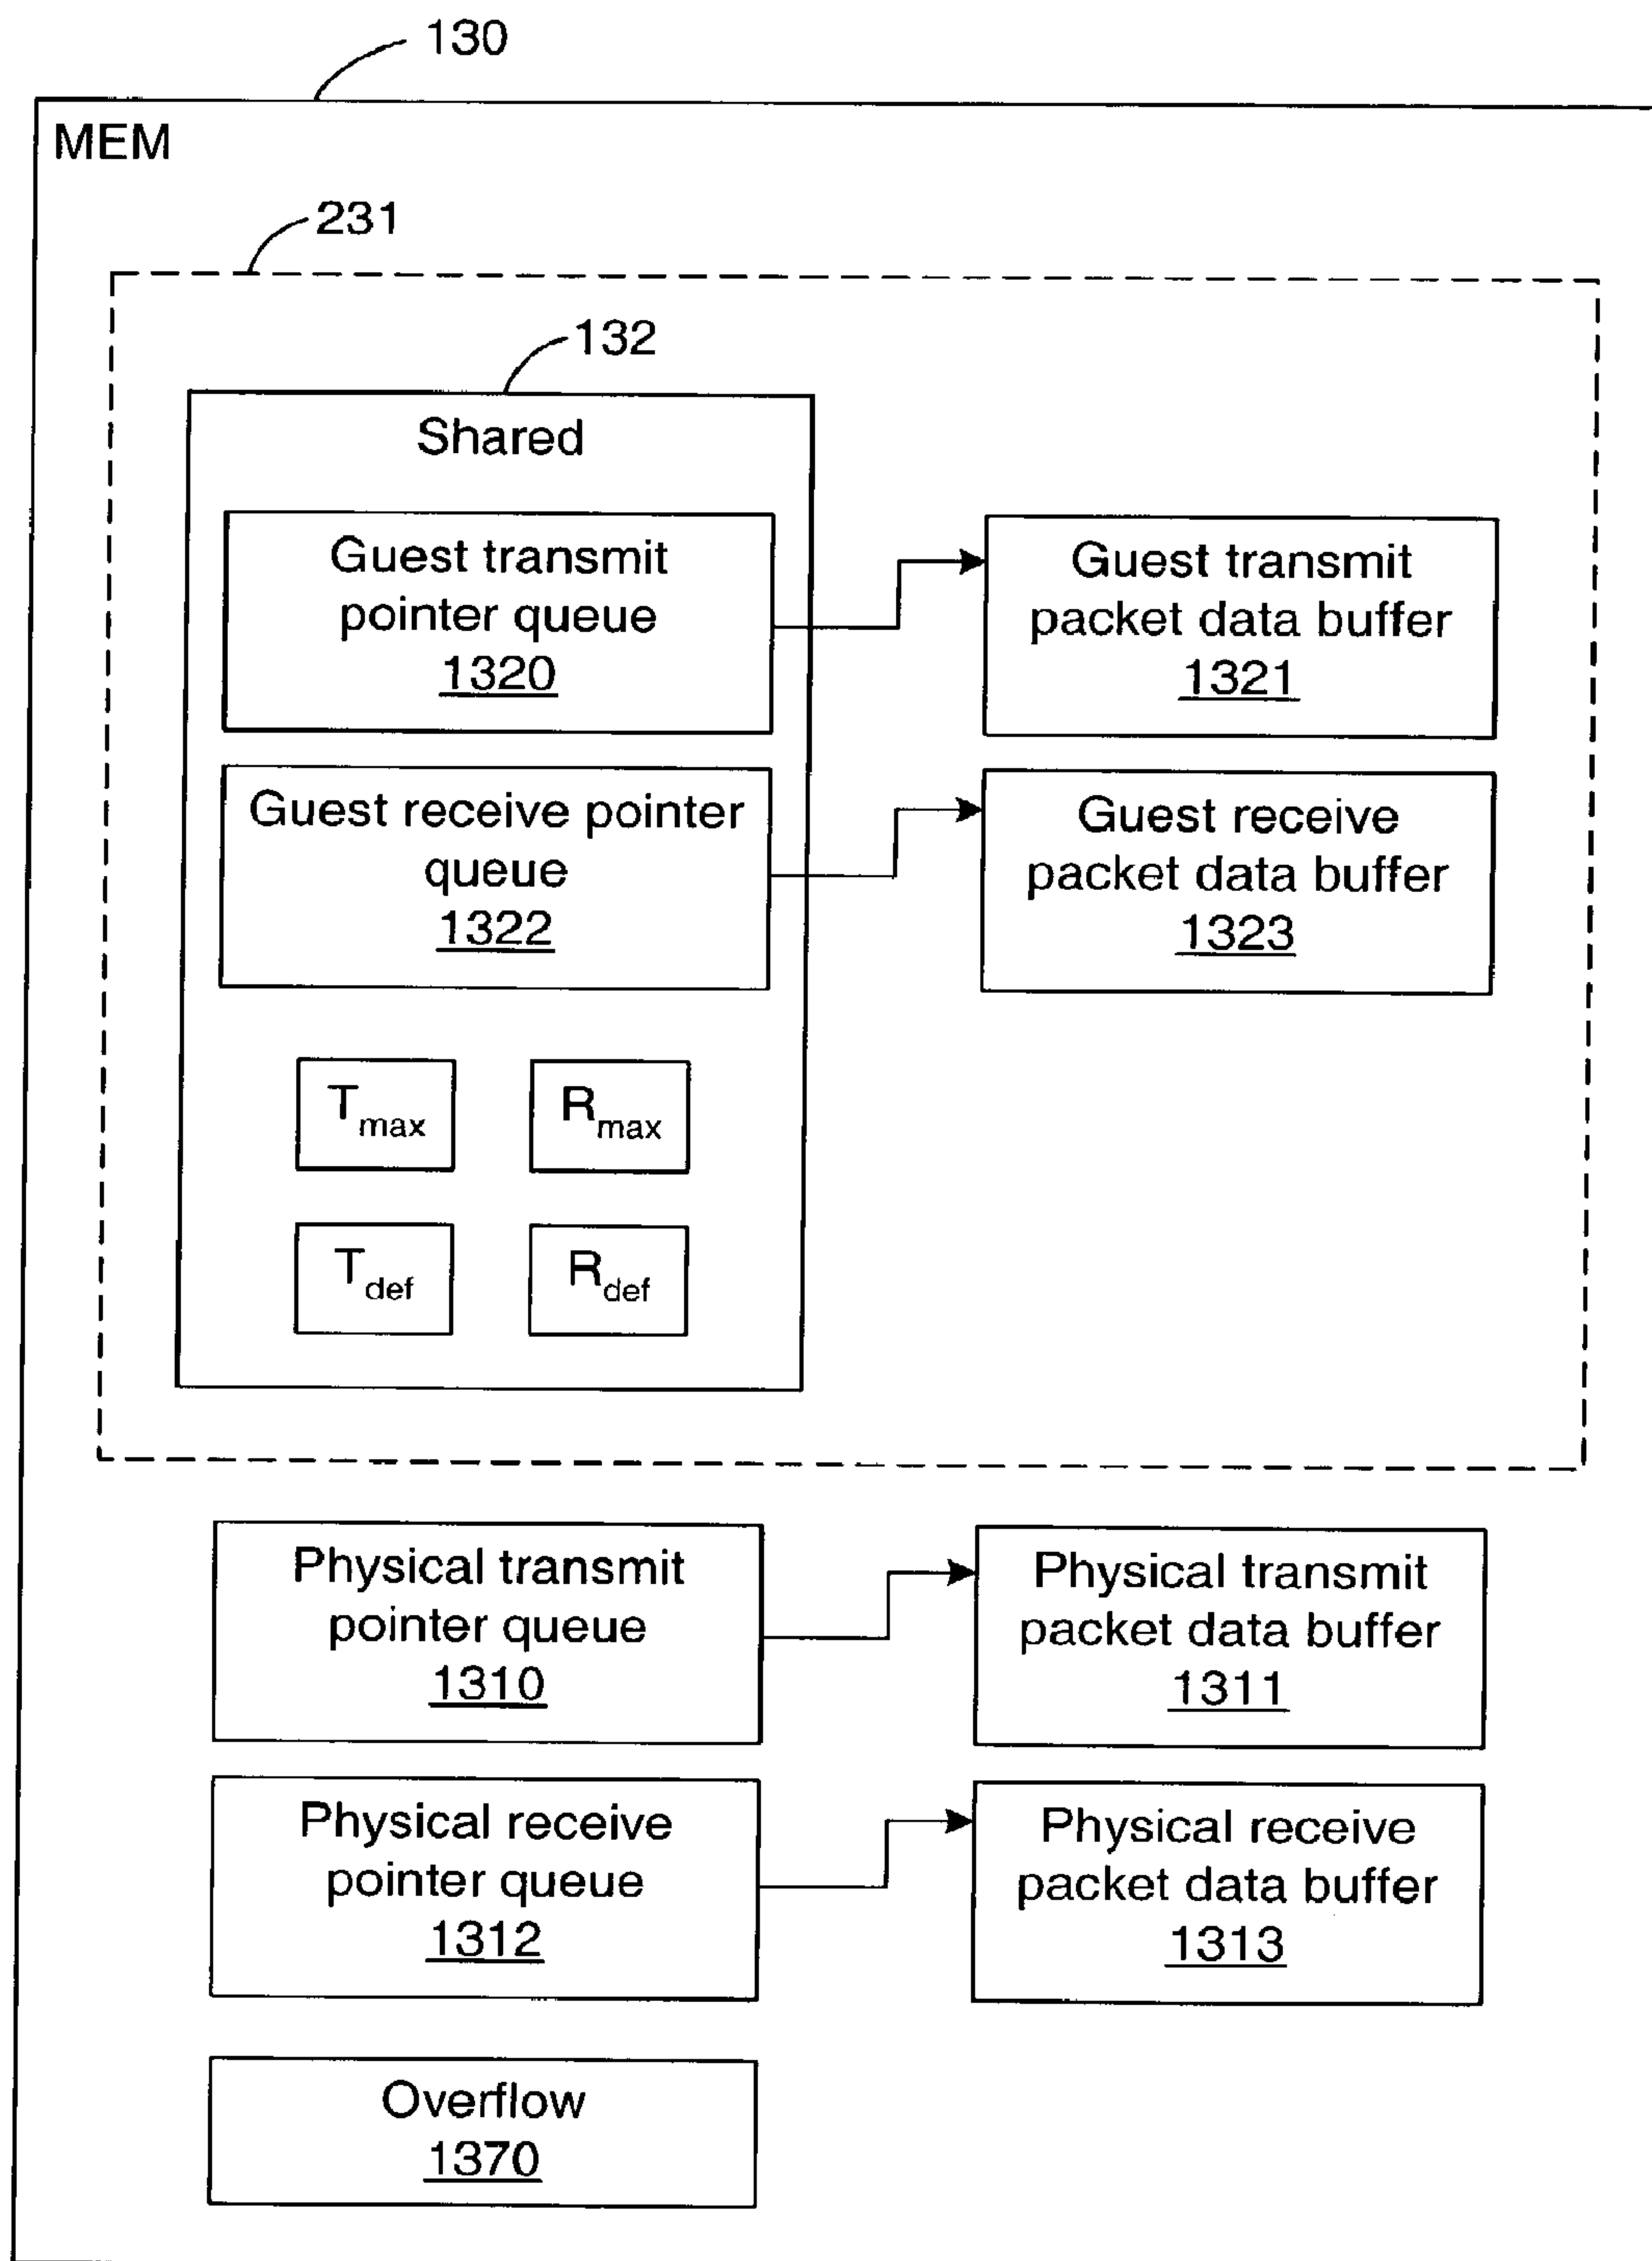 130
MEM
231
132
Shared
Guest transmit
pointer queue
1320
Guest transmit
packet data buffer
1321
Guest receive pointer
queue
1322
Guest receive
packet data buffer
1323
Tmax
Rmax
Tdef
Rdef
Physical transmit
pointer queue
1310
Physical transmit
packet data buffer
1311
Physical receive
pointer queue
1312
Physical receive
packet data buffer
1313
Overflow
1370